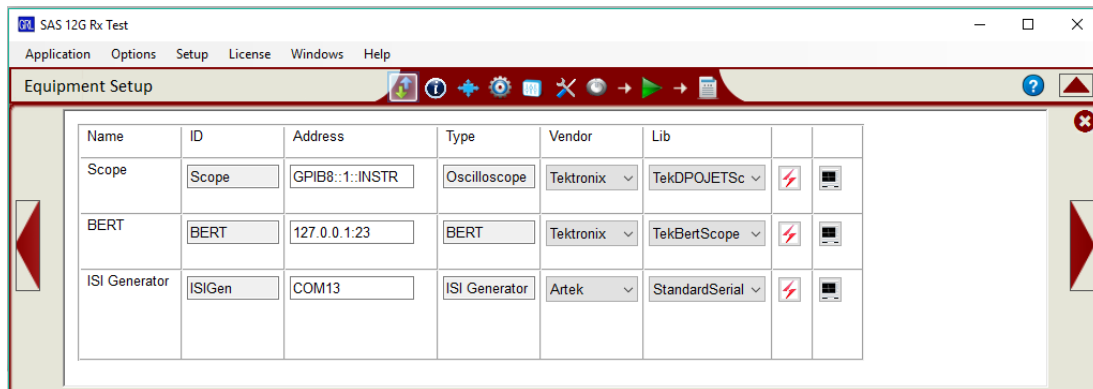 GRL SAS 12G Rx Test
Application Options Setup License Windows Help
Equipment Setup
Name ID Address Type Vendor Lib
Scope Scope GPIB8::1::INSTR Oscilloscope Tektronix TekDPOJETSc
BERT BERT 127.0.0.1:23 BERT Tektronix TekBertScope
ISI Generator ISIGen COM13 ISI Generator Artek StandardSerial